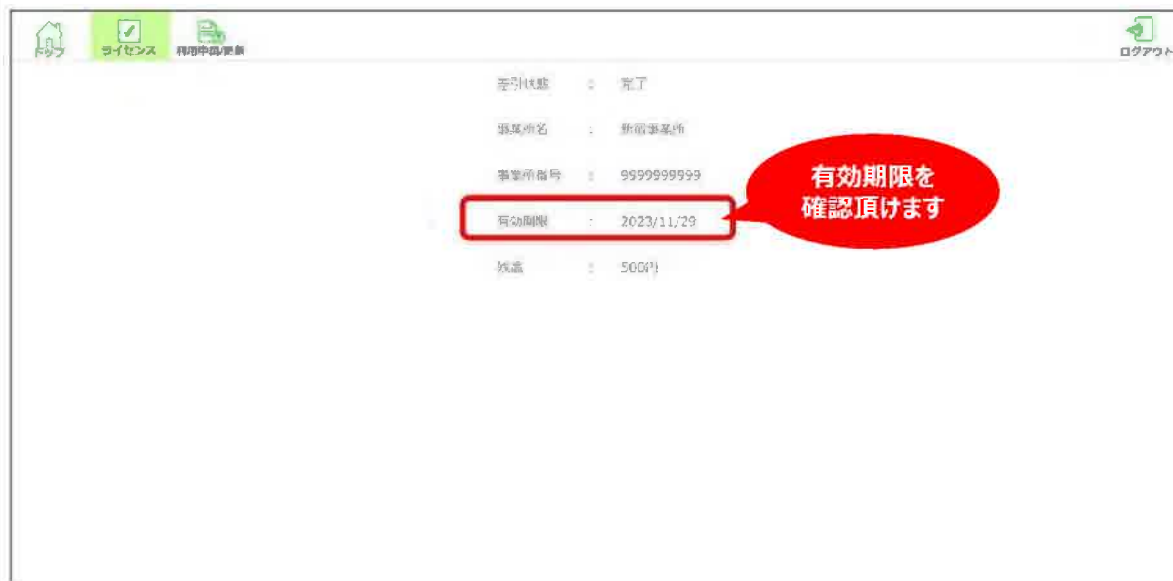 トップ
ライセンス
利用申請/更新
ログアウト
差引状態 : 完了
事業所名 : 新宿事業所
事業所番号 : 9999999999
有効期限 : 2023/11/29
残高 : 500円
有効期限を
確認頂けます